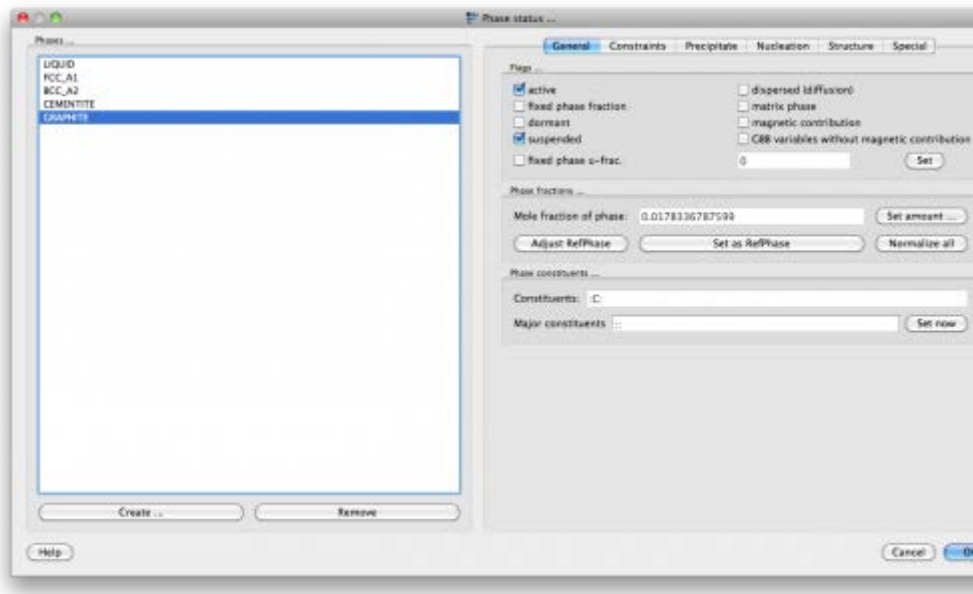 Phase status ...
Phases ...
LIQUID
FCC_A1
BCC_A2
CEMENTITE
GRAPHITE
Create ...
Remove
Help
General Constraints Precipitate Nucleation Structure Special
Flags ...
active
dispersed (diffusion)
fixed phase fraction
matrix phase
dormant
magnetic contribution
suspended
GBB variables without magnetic contribution
fixed phase u-frac.
0
Set
Phase fractions ...
Mole fraction of phase: 0.0178336787599 Set amount ...
Adjust RefPhase Set as RefPhase Normalize all
Phase constituents ...
Constituents: :C:
Major constituents :: Set now
Cancel